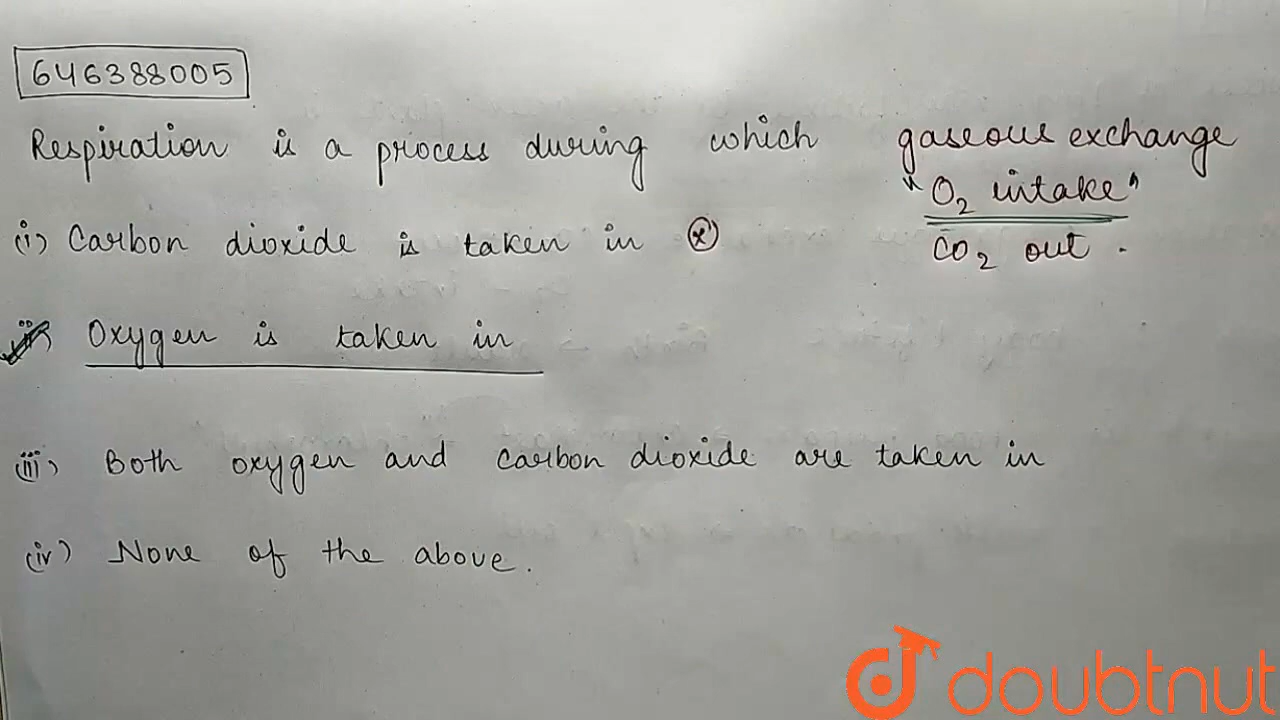 646388005
Respiration is a process during which
gaseous exchange
"O2 intake"
CO2 out.
(i) Carbon dioxide is taken in (x)
(ii) Oxygen is taken in
(iii) Both oxygen and carbon dioxide are taken in
(iv) None of the above.
doubtnut